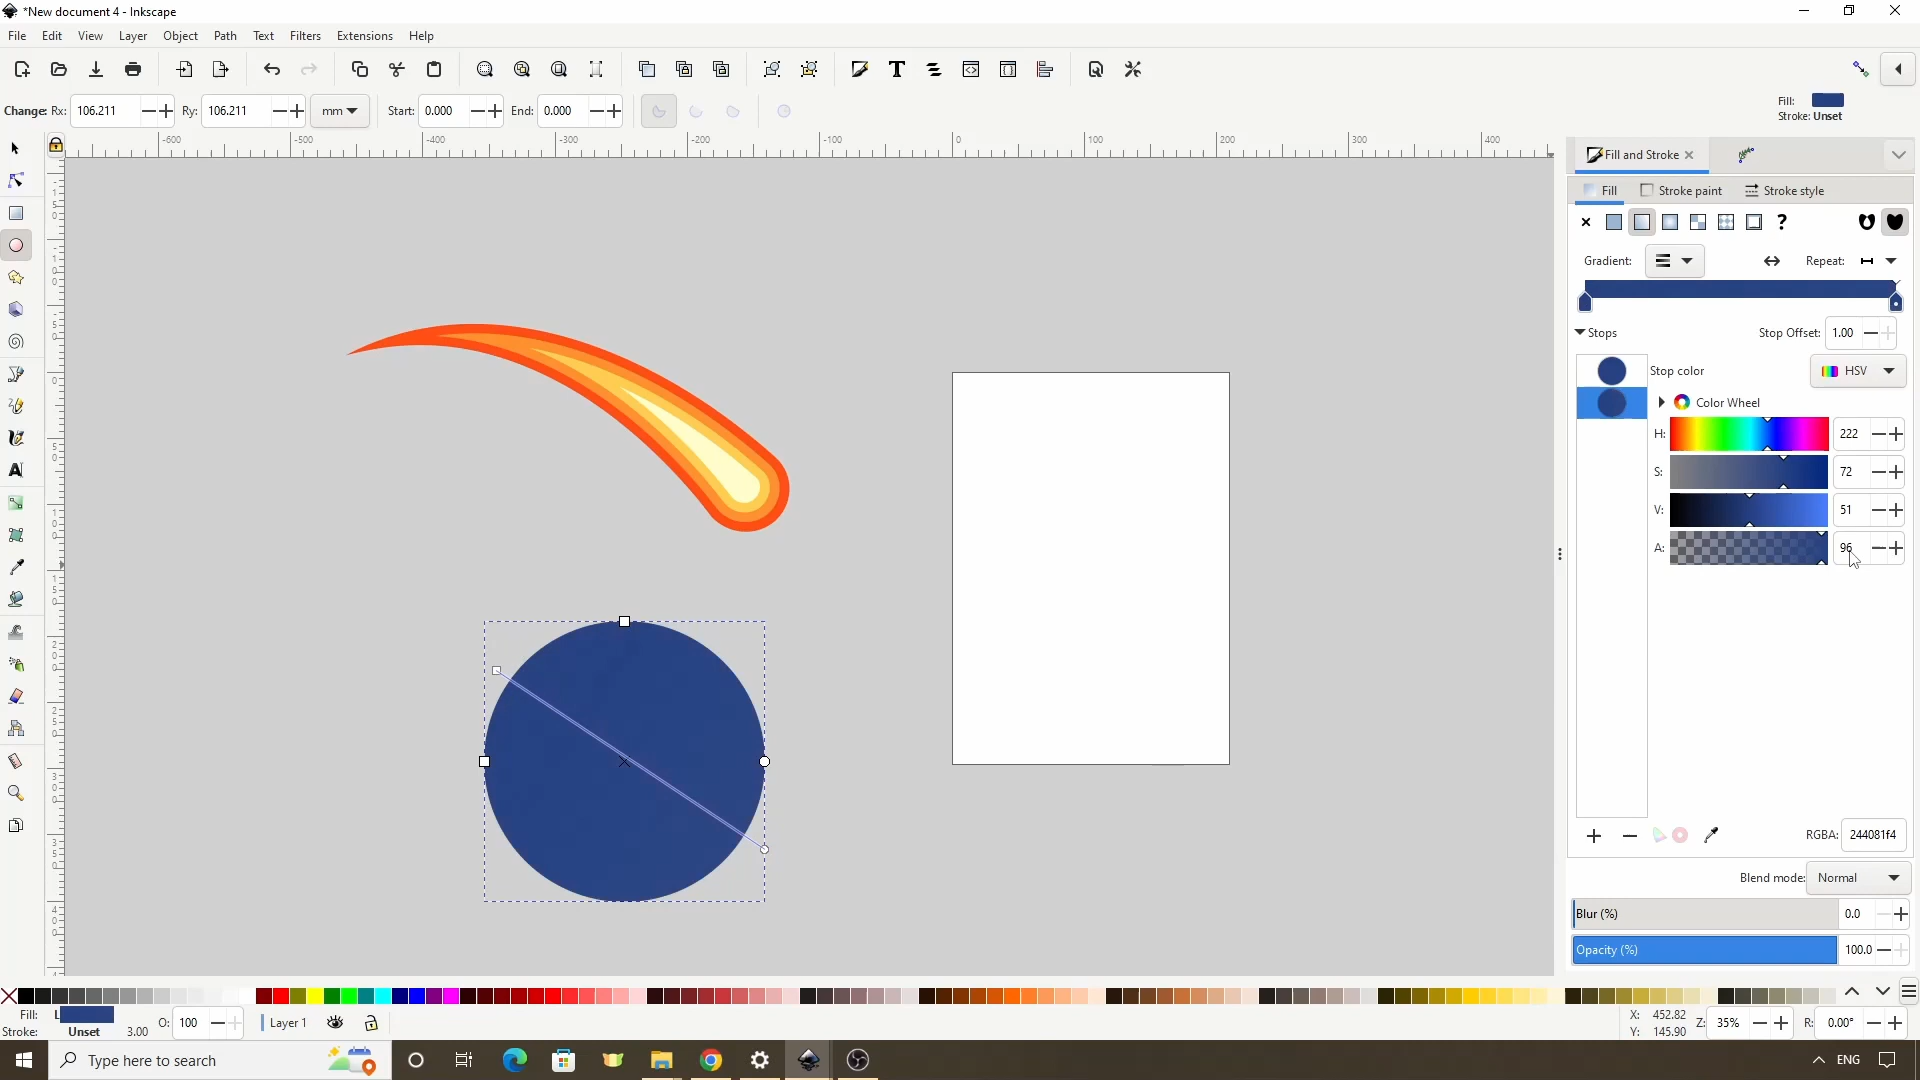 *New document 4 - Inkscape
File Edit View Layer Object Path Text Filters Extensions Help
Change: Rx: 106.211 Ry: 106.211 mm Start: 0.000 End: 0.000
Fill:
Stroke: Unset
-600 -500 -400 -300 -200 -100 0 100 200 300 400
Fill and Stroke
Fill Stroke paint Stroke style
Gradient: Repeat:
Stops Stop Offset: 1.00
Stop color HSV
Color Wheel
H: 222
S: 72
V: 51
A: 96
RGBA: 244081f4
Blend mode: Normal
Blur (%) 0.0
Opacity (%) 100.0
Fill: L
Stroke: Unset 3.00 O: 100 Layer 1
X: 452.82
Y: 145.90
Z: 35% R: 0.00°
Type here to search
ENG